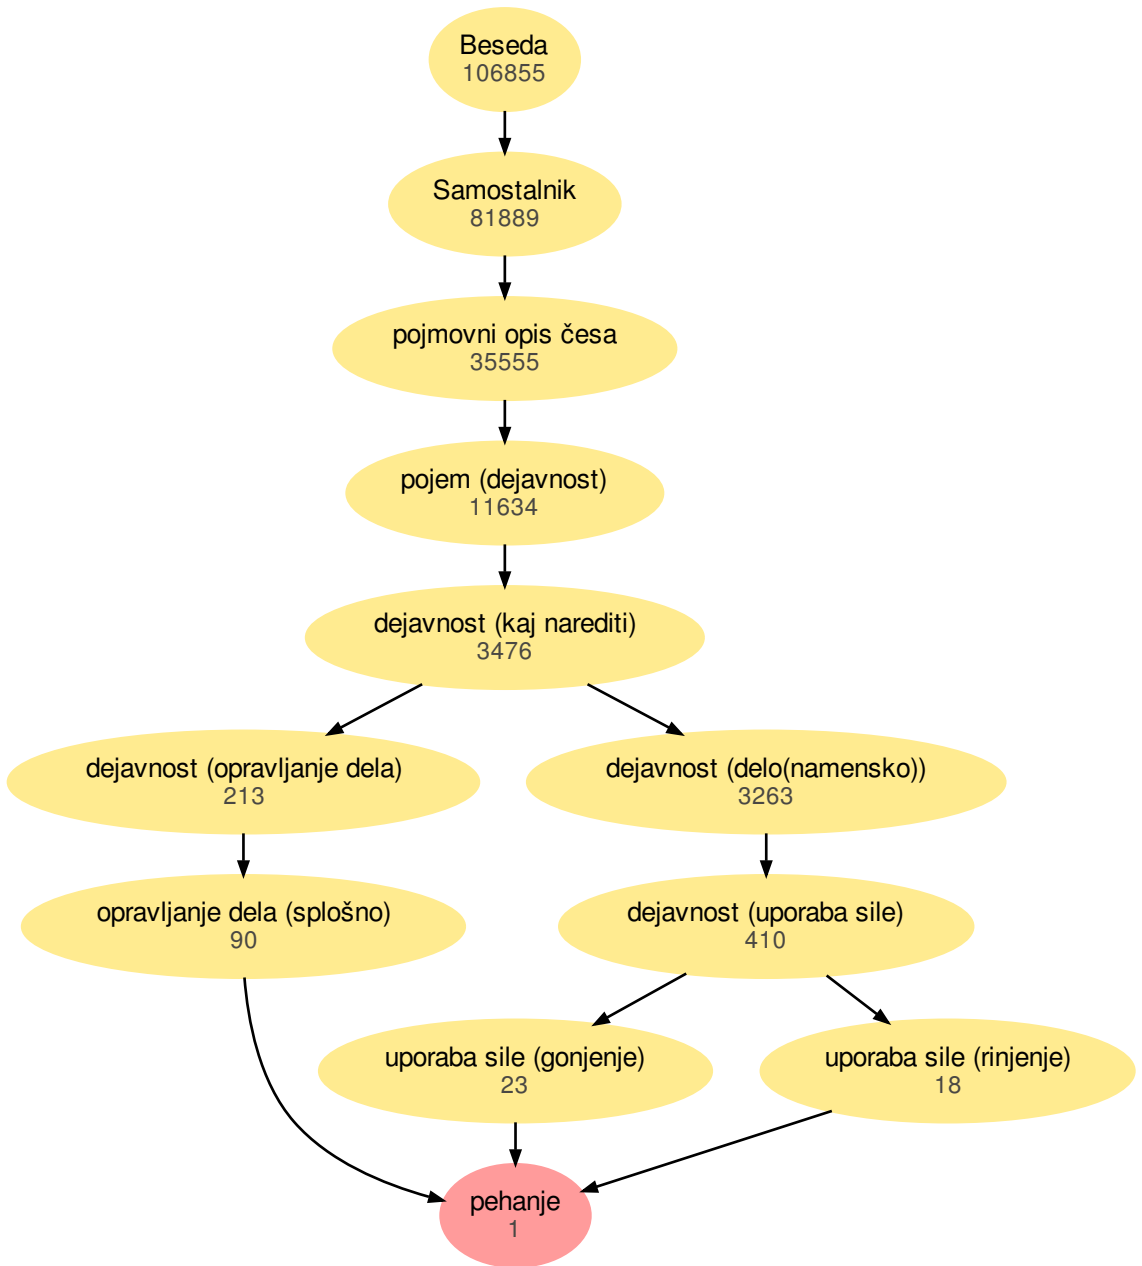 Beseda
106855
Samostalnik
81889
pojmovni opis česa
35555
pojem (dejavnost)
11634
dejavnost (kaj narediti)
3476
dejavnost (opravljanje dela)
213
dejavnost (delo(namensko))
3263
opravljanje dela (splošno)
90
dejavnost (uporaba sile)
410
uporaba sile (gonjenje)
23
uporaba sile (rinjenje)
18
pehanje
1